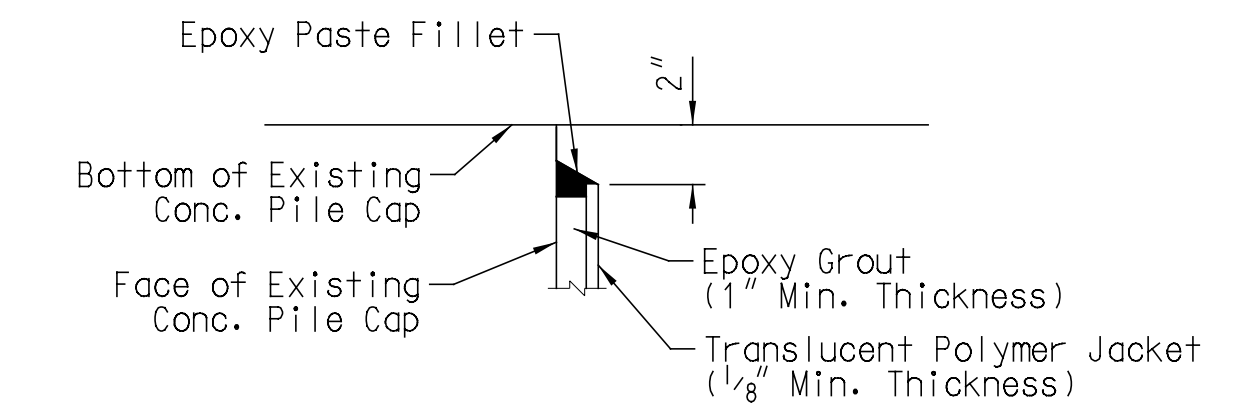 Epoxy Paste Fillet
2"
Bottom of Existing
Conc. Pile Cap
Face of Existing
Conc. Pile Cap
Epoxy Grout
(1" Min. Thickness)
Translucent Polymer Jacket
(1/8" Min. Thickness)